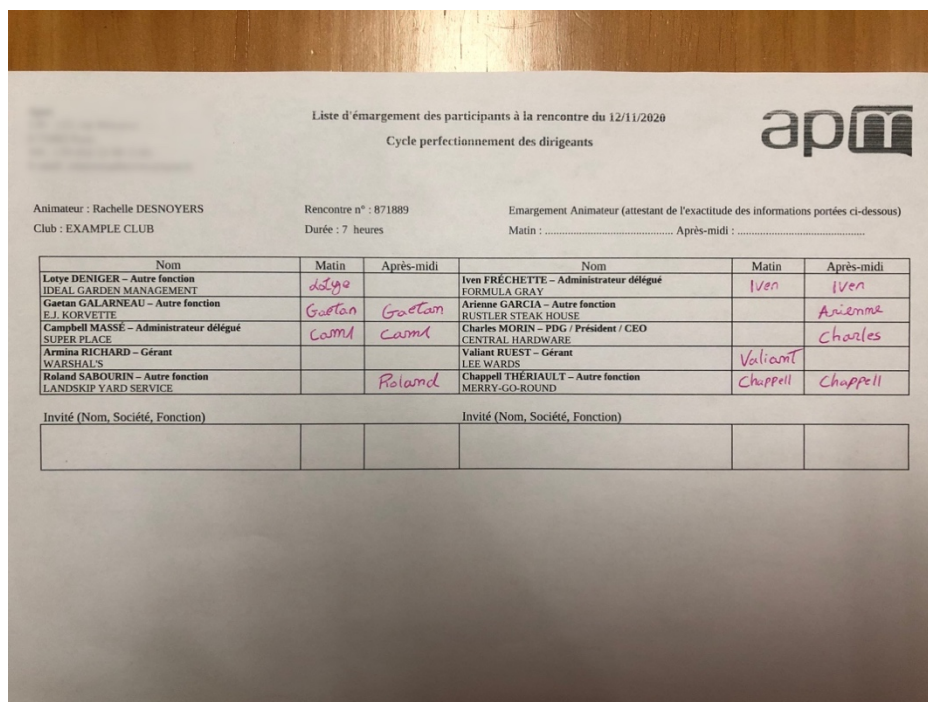 Liste d'émargement des participants à la rencontre du 12/11/2020
Cycle perfectionnement des dirigeants
apm
Animateur : Rachelle DESNOYERS
Rencontre n° : 871889
Emargement Animateur (attestant de l'exactitude des informations portées ci-dessous)
Club : EXAMPLE CLUB
Durée : 7 heures
Matin : ............................................ Après-midi : ............................................
Nom Matin Après-midi Nom Matin Après-midi
Lotye DENIGER – Autre fonction
IDEAL GARDEN MANAGEMENT
Lotye
Iven FRÉCHETTE – Administrateur délégué
FORMULA GRAY
Iven Iven
Gaetan GALARNEAU – Autre fonction
E.J. KORVETTE
Gaetan Gaetan
Arienne GARCIA – Autre fonction
RUSTLER STEAK HOUSE
Arienne
Campbell MASSÉ – Administrateur délégué
SUPER PLACE
Charles MORIN – PDG / Président / CEO
CENTRAL HARDWARE
Charles
Armina RICHARD – Gérant
WARSHAL'S
Valiant RUEST – Gérant
LEE WARDS
Valiant
Roland SABOURIN – Autre fonction
LANDSKIP YARD SERVICE
Roland
Chappell THÉRIAULT – Autre fonction
MERRY-GO-ROUND
Chappell Chappell
Invité (Nom, Société, Fonction)
Invité (Nom, Société, Fonction)